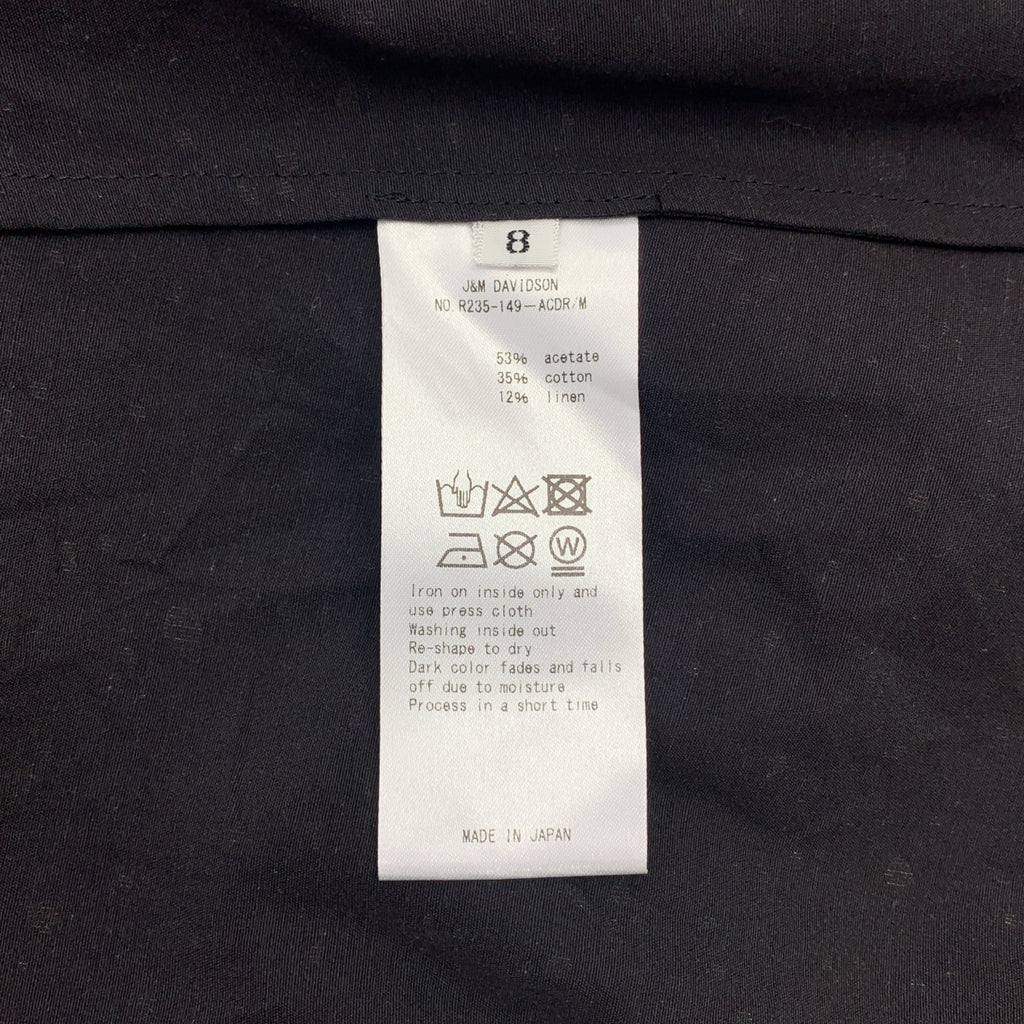 8
J&M DAVIDSON
NO.R235-149-ACDR/M
53% acetate
35% cotton
12% linen
W
Iron on inside only and
use press cloth
Washing inside out
Re-shape to dry
Dark color fades and falls
off due to moisture
Process in a short time
MADE IN JAPAN